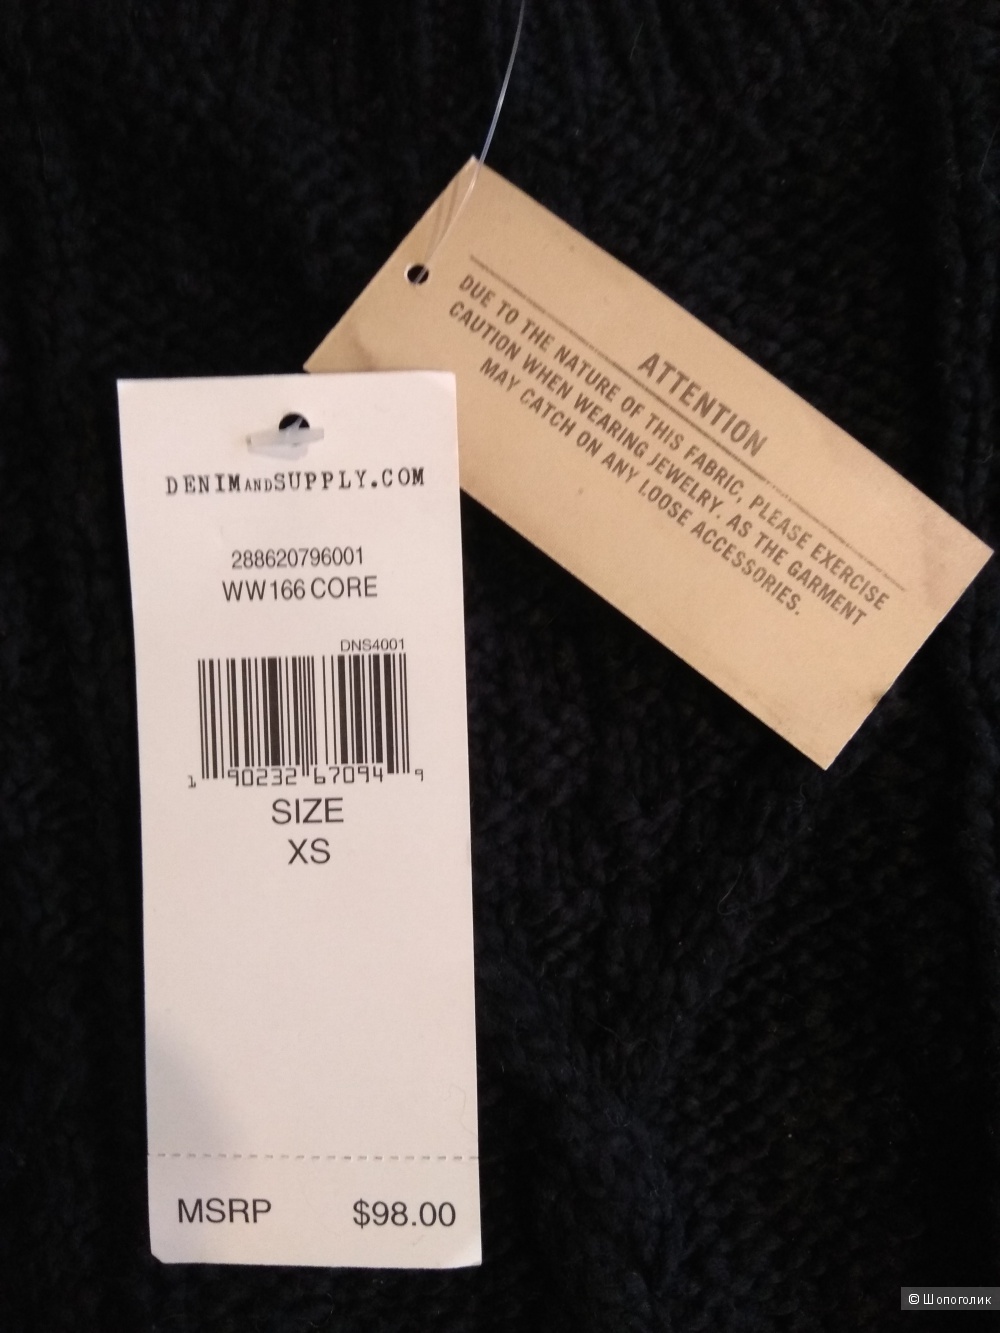 ATTENTION
DUE TO THE NATURE OF THIS FABRIC, PLEASE EXERCISE
CAUTION WHEN WEARING JEWELRY. AS THE GARMENT
MAY CATCH ON ANY LOOSE ACCESSORIES.
DENIMANDSUPPLY.COM
288620796001
WW166 CORE
DNS4001
1 90232 67094 9
SIZE
XS
MSRP $98.00
© Шопоголик